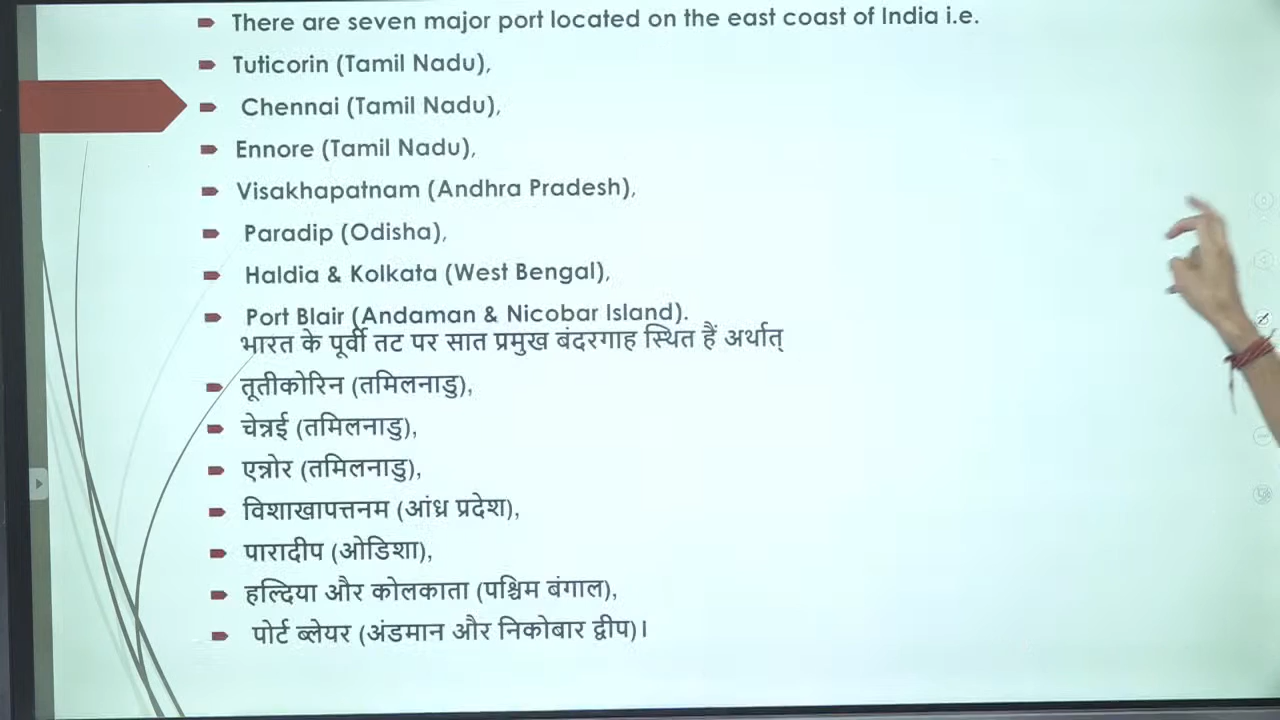 There are seven major port located on the east coast of India i.e.
Tuticorin (Tamil Nadu),
Chennai (Tamil Nadu),
Ennore (Tamil Nadu),
Visakhapatnam (Andhra Pradesh),
Paradip (Odisha),
Haldia & Kolkata (West Bengal),
Port Blair (Andaman & Nicobar Island).
भारत के पूर्वी तट पर सात प्रमुख बंदरगाह स्थित हैं अर्थात्
तूतीकोरिन (तमिलनाडु),
चेन्नई (तमिलनाडु),
एन्नोर (तमिलनाडु),
विशाखापत्तनम (आंध्र प्रदेश),
पारादीप (ओडिशा),
हल्दिया और कोलकाता (पश्चिम बंगाल),
पोर्ट ब्लेयर (अंडमान और निकोबार द्वीप)।